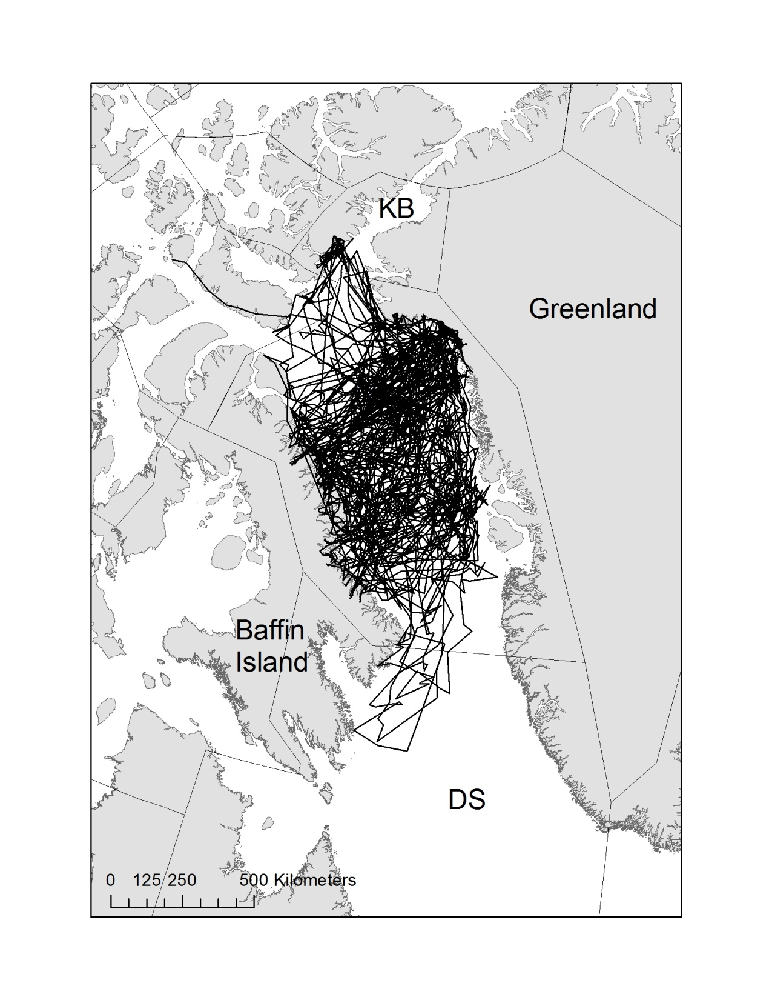 KB
Greenland
Baffin
Island
DS
0 125 250 500 Kilometers